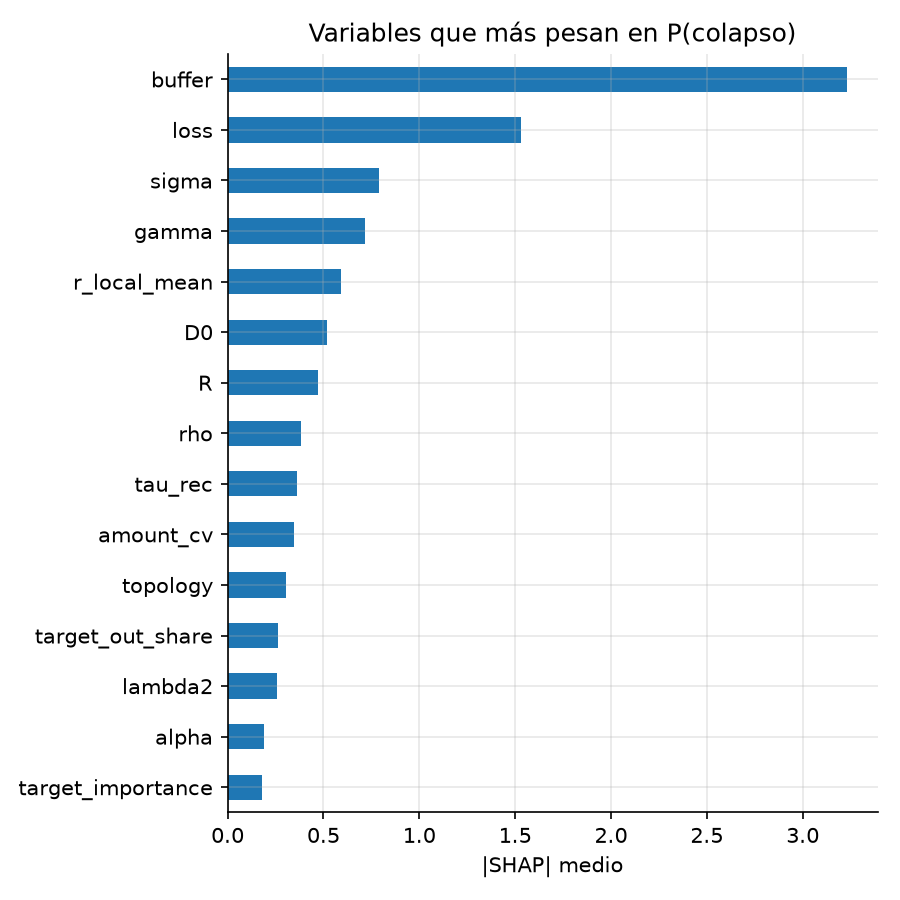 Variables que más pesan en P(colapso)
buffer
loss
sigma
gamma
r_local_mean
D0
R
rho
tau_rec
amount_cv
topology
target_out_share
lambda2
alpha
target_importance
0.0 0.5 1.0 1.5 2.0 2.5 3.0
|SHAP| medio